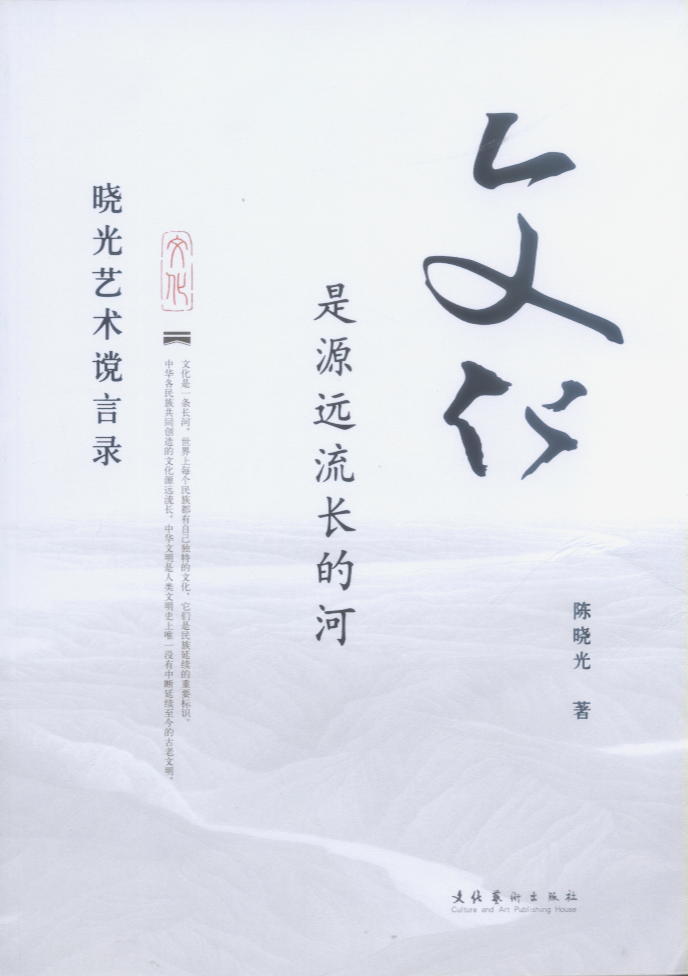 文化
是源远流长的河
陈晓光 著
晓光艺术谠言录
文化
文化是一条长河，世界上每个民族都有自己独特的文化，它们是民族延续的重要标识。
中华各民族共同创造的文化源远流长，中华文明是人类文明史上唯一没有中断延续至今的古老文明。
文化藝術出版社
Culture and Art Publishing House